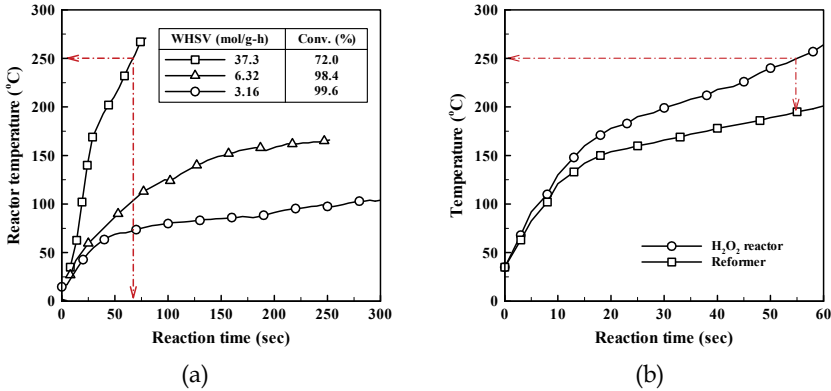 300
250
200
150
100
50
0
Reactor temperature (°C)
WHSV (mol/g-h) Conv. (%)
37.3 72.0
6.32 98.4
3.16 99.6
0 50 100 150 200 250 300
Reaction time (sec)
(a)
300
250
200
150
100
50
0
Temperature (°C)
H₂O₂ reactor
Reformer
0 10 20 30 40 50 60
Reaction time (sec)
(b)